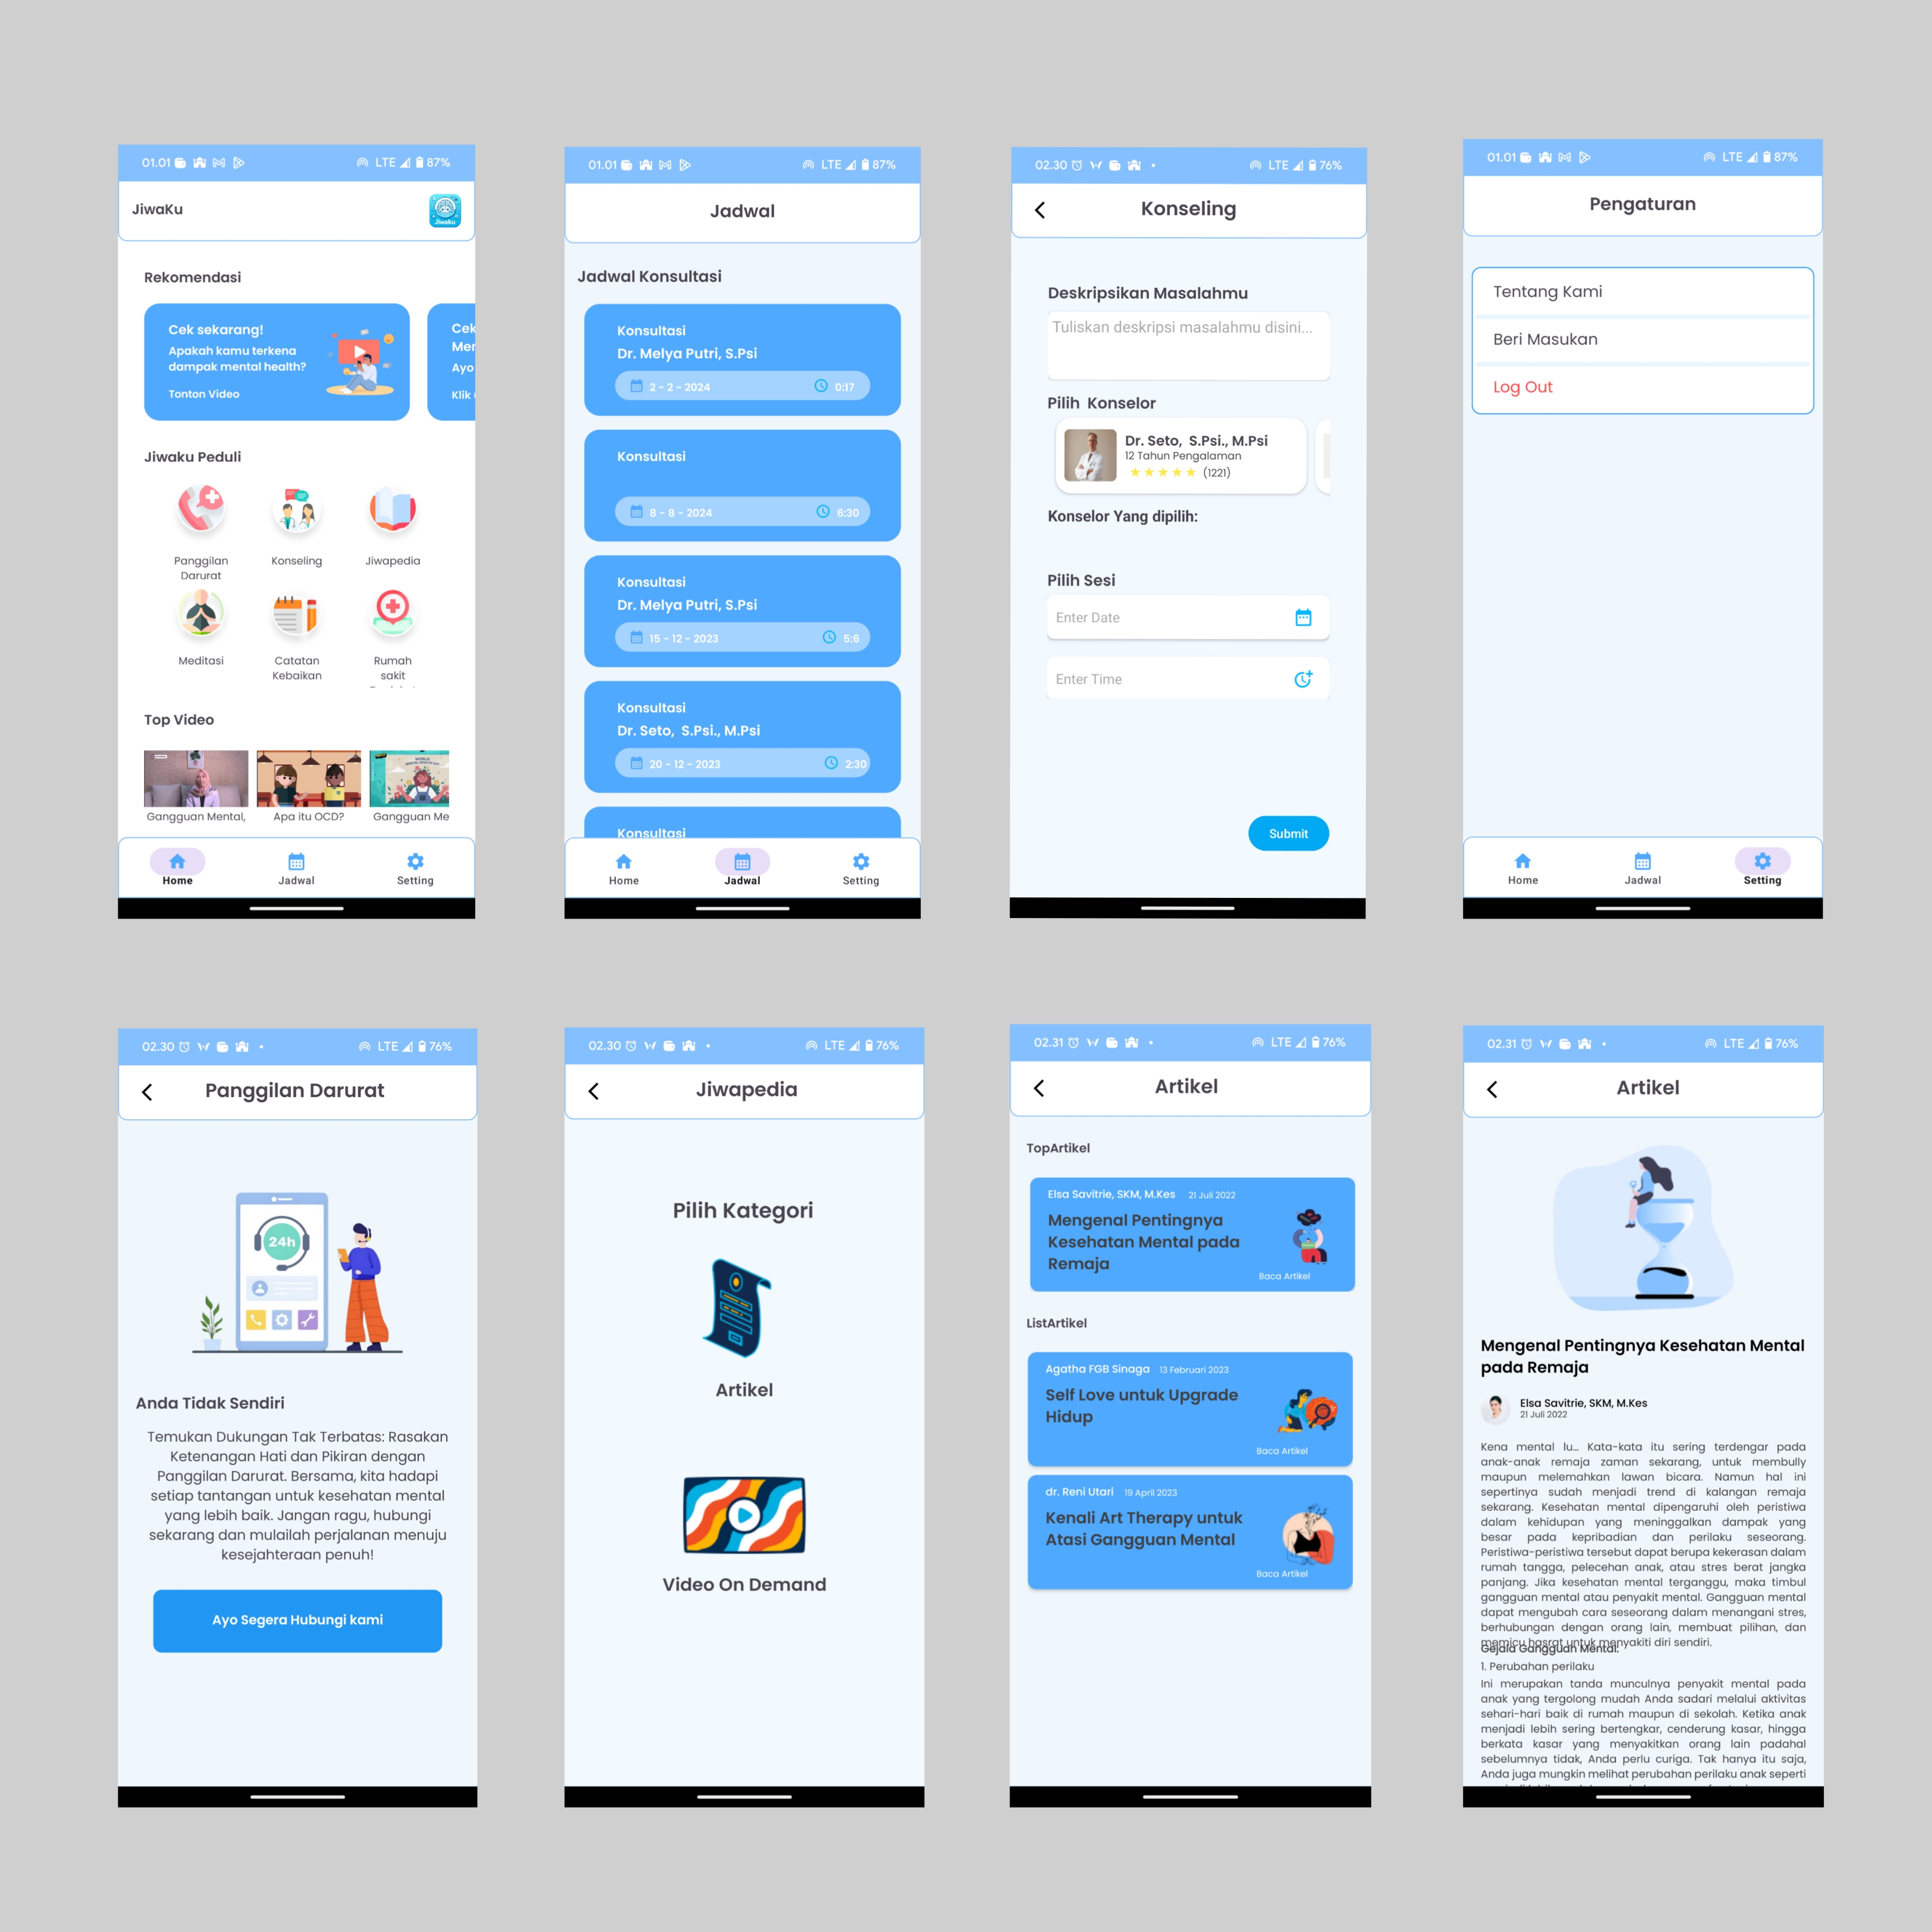 01.01
LTE
87%
JiwaKu
Jiwaku
Rekomendasi
Cek sekarang!
Apakah kamu terkena
dampak mental health?
Tonton Video
Cek
Ayo
Klik
Jiwaku Peduli
Panggilan
Darurat
Konseling
Jiwapedia
Meditasi
Catatan
Kebaikan
Rumah
sakit
Top Video
Gangguan Mental,
Apa itu OCD?
Gangguan Me
Home
Jadwal
Setting
01.01
LTE
87%
Jadwal
Jadwal Konsultasi
Konsultasi
Dr. Melya Putri, S.Psi
2 - 2 - 2024
0:17
Konsultasi
8 - 8 - 2024
6:30
Konsultasi
Dr. Melya Putri, S.Psi
15 - 12 - 2023
5:6
Konsultasi
Dr. Seto, S.Psi., M.Psi
20 - 12 - 2023
2:30
Konsultasi
Home
Jadwal
Setting
02.30
LTE
76%
Konseling
Deskripsikan Masalahmu
Tuliskan deskripsi masalahmu disini...
Pilih Konselor
Dr. Seto, S.Psi., M.Psi
12 Tahun Pengalaman
(1221)
Konselor Yang dipilih:
Pilih Sesi
Enter Date
Enter Time
Submit
01.01
LTE
87%
Pengaturan
Tentang Kami
Beri Masukan
Log Out
Home
Jadwal
Setting
02.30
LTE
76%
Panggilan Darurat
24h
Anda Tidak Sendiri
Temukan Dukungan Tak Terbatas: Rasakan
Ketenangan Hati dan Pikiran dengan
Panggilan Darurat. Bersama, kita hadapi
setiap tantangan untuk kesehatan mental
yang lebih baik. Jangan ragu, hubungi
sekarang dan mulailah perjalanan menuju
kesejahteraan penuh!
Ayo Segera Hubungi kami
02.30
LTE
76%
Jiwapedia
Pilih Kategori
Artikel
Video On Demand
02.31
LTE
76%
Artikel
TopArtikel
Elsa Savitrie, SKM, M.Kes 21 Juli 2022
Mengenal Pentingnya
Kesehatan Mental pada
Remaja
Baca Artikel
ListArtikel
Agatha FGB Sinaga 13 Februari 2023
Self Love untuk Upgrade
Hidup
Baca Artikel
dr. Reni Utari 19 April 2023
Kenali Art Therapy untuk
Atasi Gangguan Mental
Baca Artikel
02.31
LTE
76%
Artikel
Mengenal Pentingnya Kesehatan Mental
pada Remaja
Elsa Savitrie, SKM, M.Kes
21 Juli 2022
Kena mental lu... Kata-kata itu sering terdengar pada
anak-anak remaja zaman sekarang, untuk membully
maupun melemahkan lawan bicara. Namun hal ini
sepertinya sudah menjadi trend di kalangan remaja
sekarang. Kesehatan mental dipengaruhi oleh peristiwa
dalam kehidupan yang meninggalkan dampak yang
besar pada kepribadian dan perilaku seseorang.
Peristiwa-peristiwa tersebut dapat berupa kekerasan dalam
rumah tangga, pelecehan anak, atau stres berat jangka
panjang. Jika kesehatan mental terganggu, maka timbul
gangguan mental atau penyakit mental. Gangguan mental
dapat mengubah cara seseorang dalam menangani stres,
berhubungan dengan orang lain, membuat pilihan, dan
memicu hasrat untuk menyakiti diri sendiri.
Gejala Gangguan Mental:
1. Perubahan perilaku
Ini merupakan tanda munculnya penyakit mental pada
anak yang tergolong mudah Anda sadari melalui aktivitas
sehari-hari baik di rumah maupun di sekolah. Ketika anak
menjadi lebih sering bertengkar, cenderung kasar, hingga
berkata kasar yang menyakitkan orang lain padahal
sebelumnya tidak, Anda perlu curiga. Tak hanya itu saja,
Anda juga mungkin melihat perubahan perilaku anak seperti